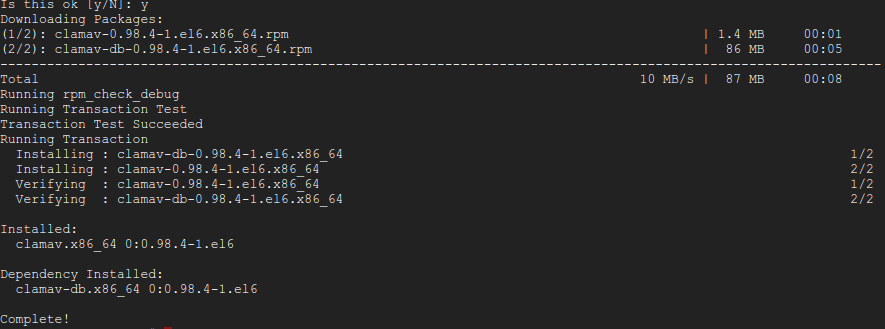 Is this ok [y/N]: y
Downloading Packages:
(1/2): clamav-0.98.4-1.el6.x86_64.rpm | 1.4 MB 00:01
(2/2): clamav-db-0.98.4-1.el6.x86_64.rpm | 86 MB 00:05
--------------------------------------------------------------------------------
Total 10 MB/s | 87 MB 00:08
Running rpm_check_debug
Running Transaction Test
Transaction Test Succeeded
Running Transaction
Installing : clamav-db-0.98.4-1.el6.x86_64 1/2
Installing : clamav-0.98.4-1.el6.x86_64 2/2
Verifying : clamav-0.98.4-1.el6.x86_64 1/2
Verifying : clamav-db-0.98.4-1.el6.x86_64 2/2
Installed:
clamav.x86_64 0:0.98.4-1.el6
Dependency Installed:
clamav-db.x86_64 0:0.98.4-1.el6
Complete!